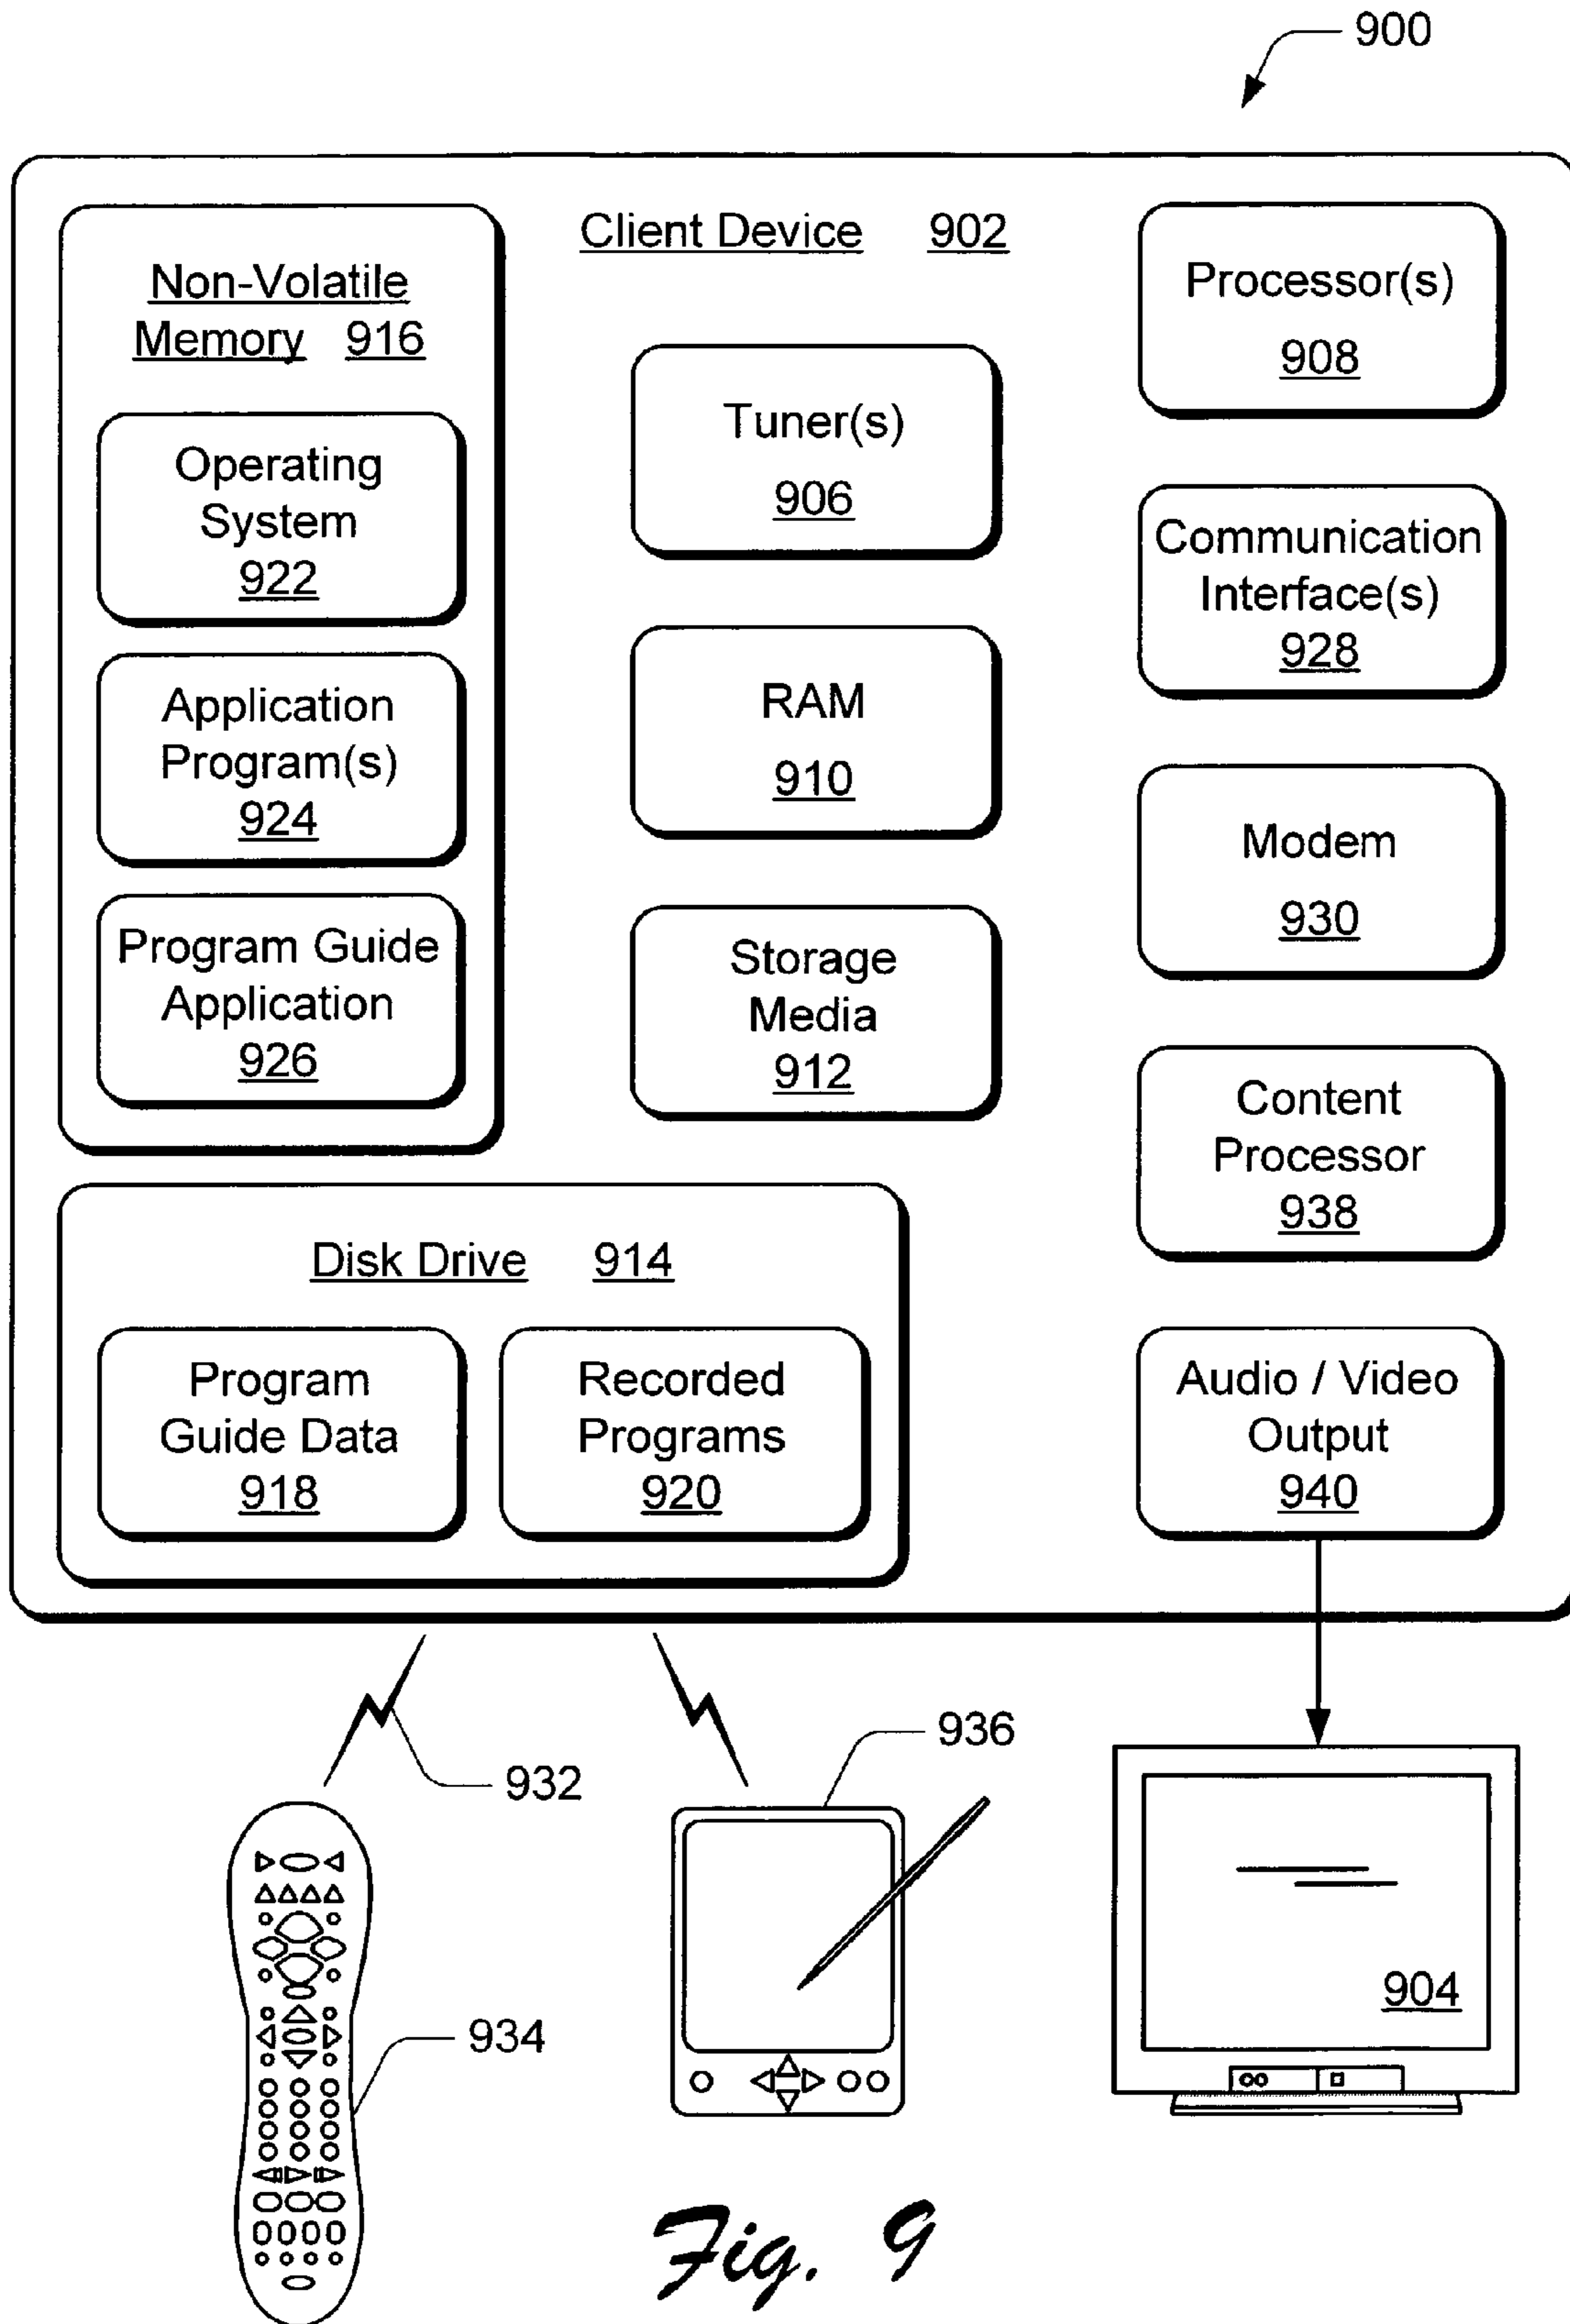 900
Client Device 902
Non-Volatile
Memory 916
Operating
System
922
Application
Program(s)
924
Program Guide
Application
926
Tuner(s)
906
RAM
910
Storage
Media
912
Processor(s)
908
Communication
Interface(s)
928
Modem
930
Content
Processor
938
Audio / Video
Output
940
Disk Drive 914
Program
Guide Data
918
Recorded
Programs
920
932
936
934
904
Fig. 9